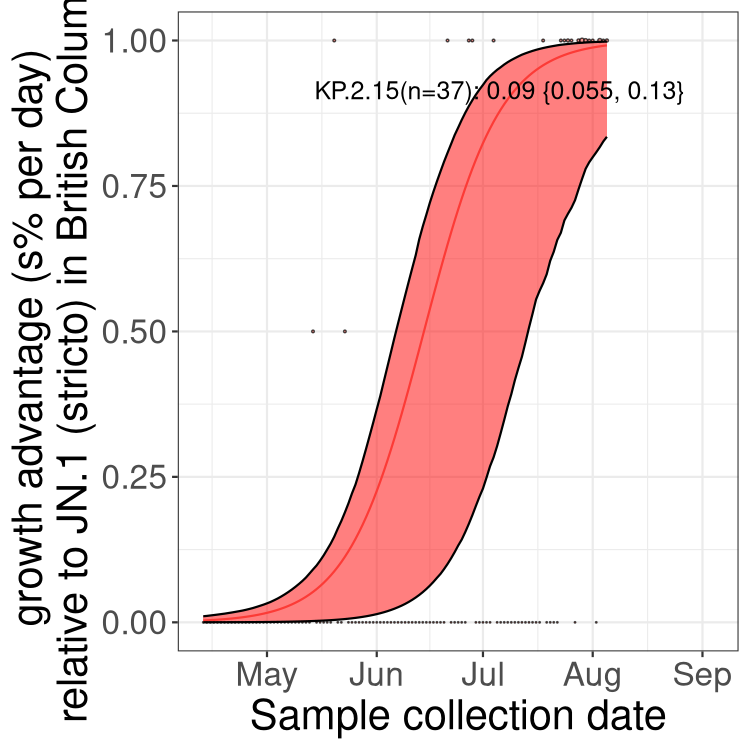 growth advantage (s% per day)
relative to JN.1 (stricto) in British Colum
1.00
0.75
0.50
0.25
0.00
KP.2.15(n=37): 0.09 {0.055, 0.13}
May Jun Jul Aug Sep
Sample collection date